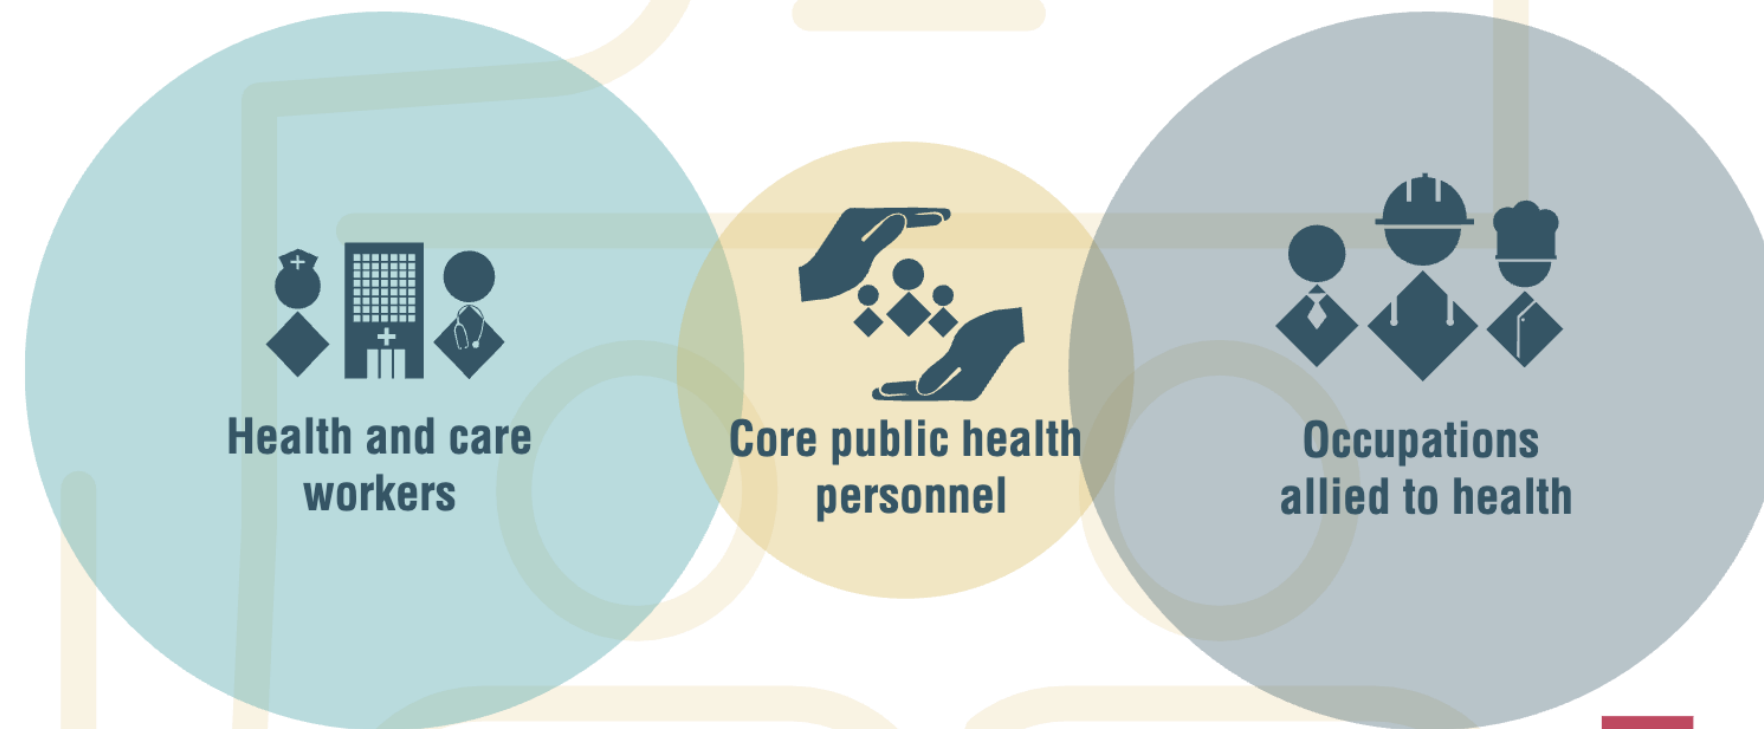 Health and care
workers
Core public health
personnel
Occupations
allied to health